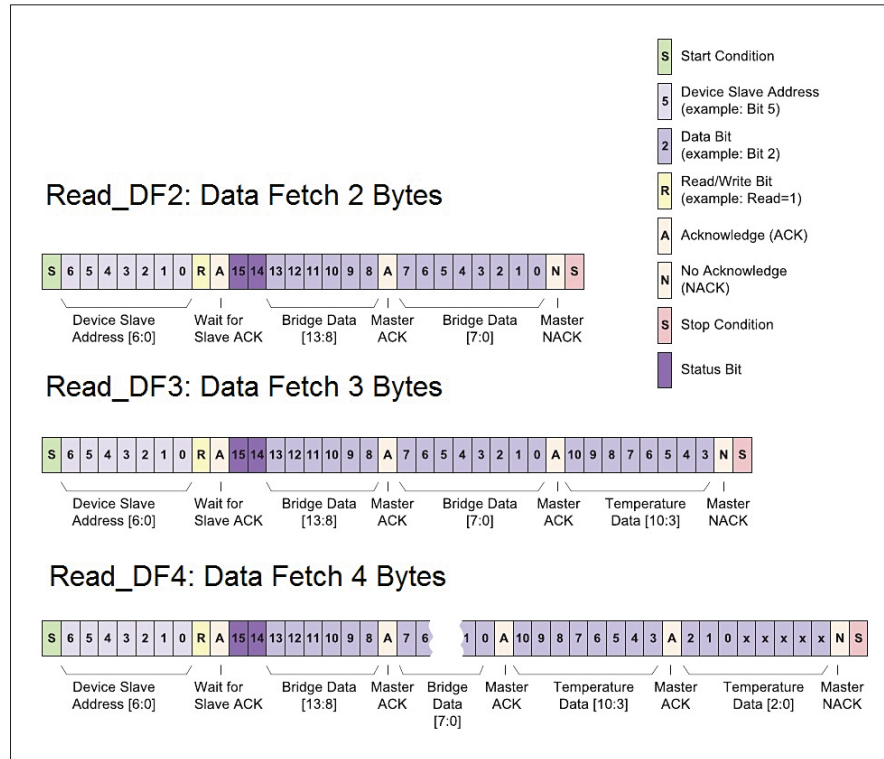 S Start Condition
5 Device Slave Address
(example: Bit 5)
2 Data Bit
(example: Bit 2)
R Read/Write Bit
(example: Read=1)
A Acknowledge (ACK)
N No Acknowledge
(NACK)
S Stop Condition
Status Bit
Read_DF2: Data Fetch 2 Bytes
S 6 5 4 3 2 1 0 R A 15 14 13 12 11 10 9 8 A 7 6 5 4 3 2 1 0 N S
Device Slave Wait for Bridge Data Master Bridge Data Master
Address [6:0] Slave ACK [13:8] ACK [7:0] NACK
Read_DF3: Data Fetch 3 Bytes
S 6 5 4 3 2 1 0 R A 15 14 13 12 11 10 9 8 A 7 6 5 4 3 2 1 0 A 10 9 8 7 6 5 4 3 N S
Device Slave Wait for Bridge Data Master Bridge Data Master Temperature Master
Address [6:0] Slave ACK [13:8] ACK [7:0] ACK Data [10:3] NACK
Read_DF4: Data Fetch 4 Bytes
S 6 5 4 3 2 1 0 R A 15 14 13 12 11 10 9 8 A 7 6 1 0 A 10 9 8 7 6 5 4 3 A 2 1 0 x x x x x N S
Device Slave Wait for Bridge Data Master Bridge Master Temperature Master Temperature Master
Address [6:0] Slave ACK [13:8] ACK Data ACK Data [10:3] ACK Data [2:0] NACK
[7:0]